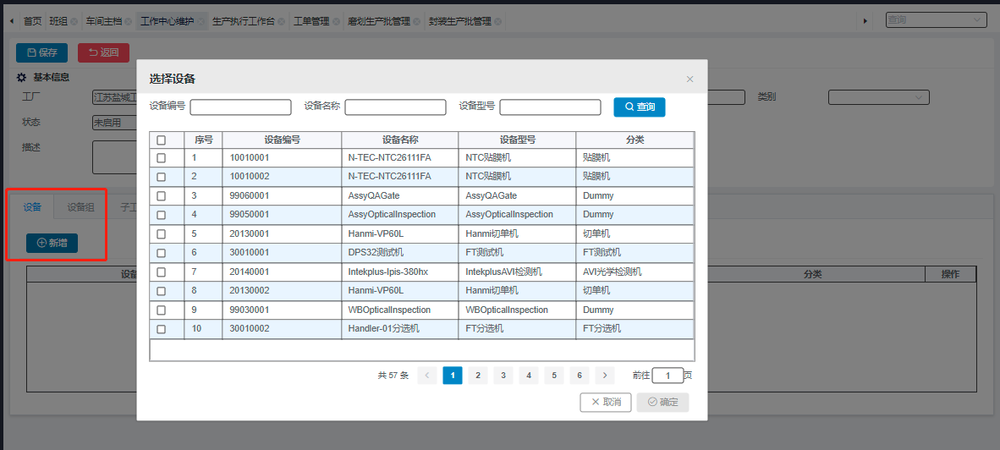 首页 班组 车间主档 工作中心维护 生产执行工作台 工单管理 磨划生产批管理 封装生产批管理 查询
保存 返回
基本信息
工厂 江苏盐城工 类别
状态 未启用
描述
设备 设备组 子工
新增
设备 分类 操作
选择设备
设备编号 设备名称 设备型号 查询
序号 设备编号 设备名称 设备型号 分类
1 10010001 N-TEC-NTC26111FA NTC贴膜机 贴膜机
2 10010002 N-TEC-NTC26111FA NTC贴膜机 贴膜机
3 99060001 AssyQAGate AssyQAGate Dummy
4 99050001 AssyOpticalInspection AssyOpticalInspection Dummy
5 20130001 Hanmi-VP60L Hanmi切单机 切单机
6 30010001 DPS32测试机 FT测试机 FT测试机
7 20140001 Intekplus-Ipis-380hx IntekplusAVI检测机 AVI光学检测机
8 20130002 Hanmi-VP60L Hanmi切单机 切单机
9 99030001 WBOpticalInspection WBOpticalInspection Dummy
10 30010002 Handler-01分选机 FT分选机 FT分选机
共 57 条 1 2 3 4 5 6 前往 1 页
取消 确定